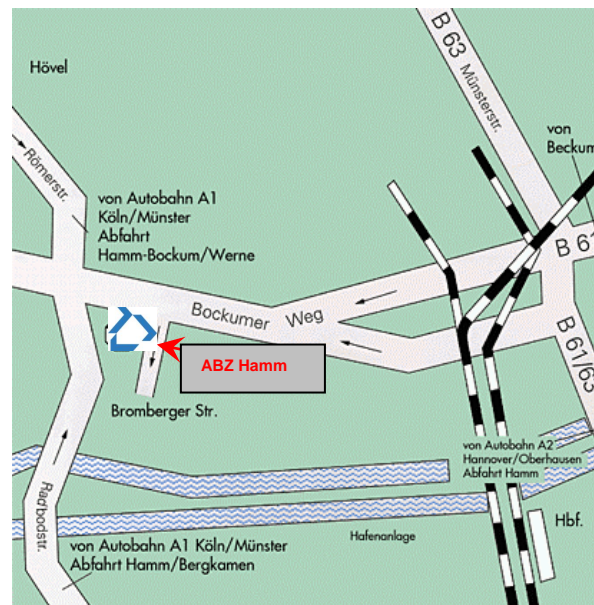 B 63
Münsterstr.
Hövel
von
Beckum
Römerstr.
von Autobahn A1
Köln/Münster
Abfahrt
Hamm-Bockum/Werne
B 61
Bockumer Weg
ABZ Hamm
B 61/63
Bromberger Str.
von Autobahn A2
Hannover/Oberhausen
Abfahrt Hamm
Radbodstr.
Hbf.
Hafenanlage
von Autobahn A1 Köln/Münster
Abfahrt Hamm/Bergkamen